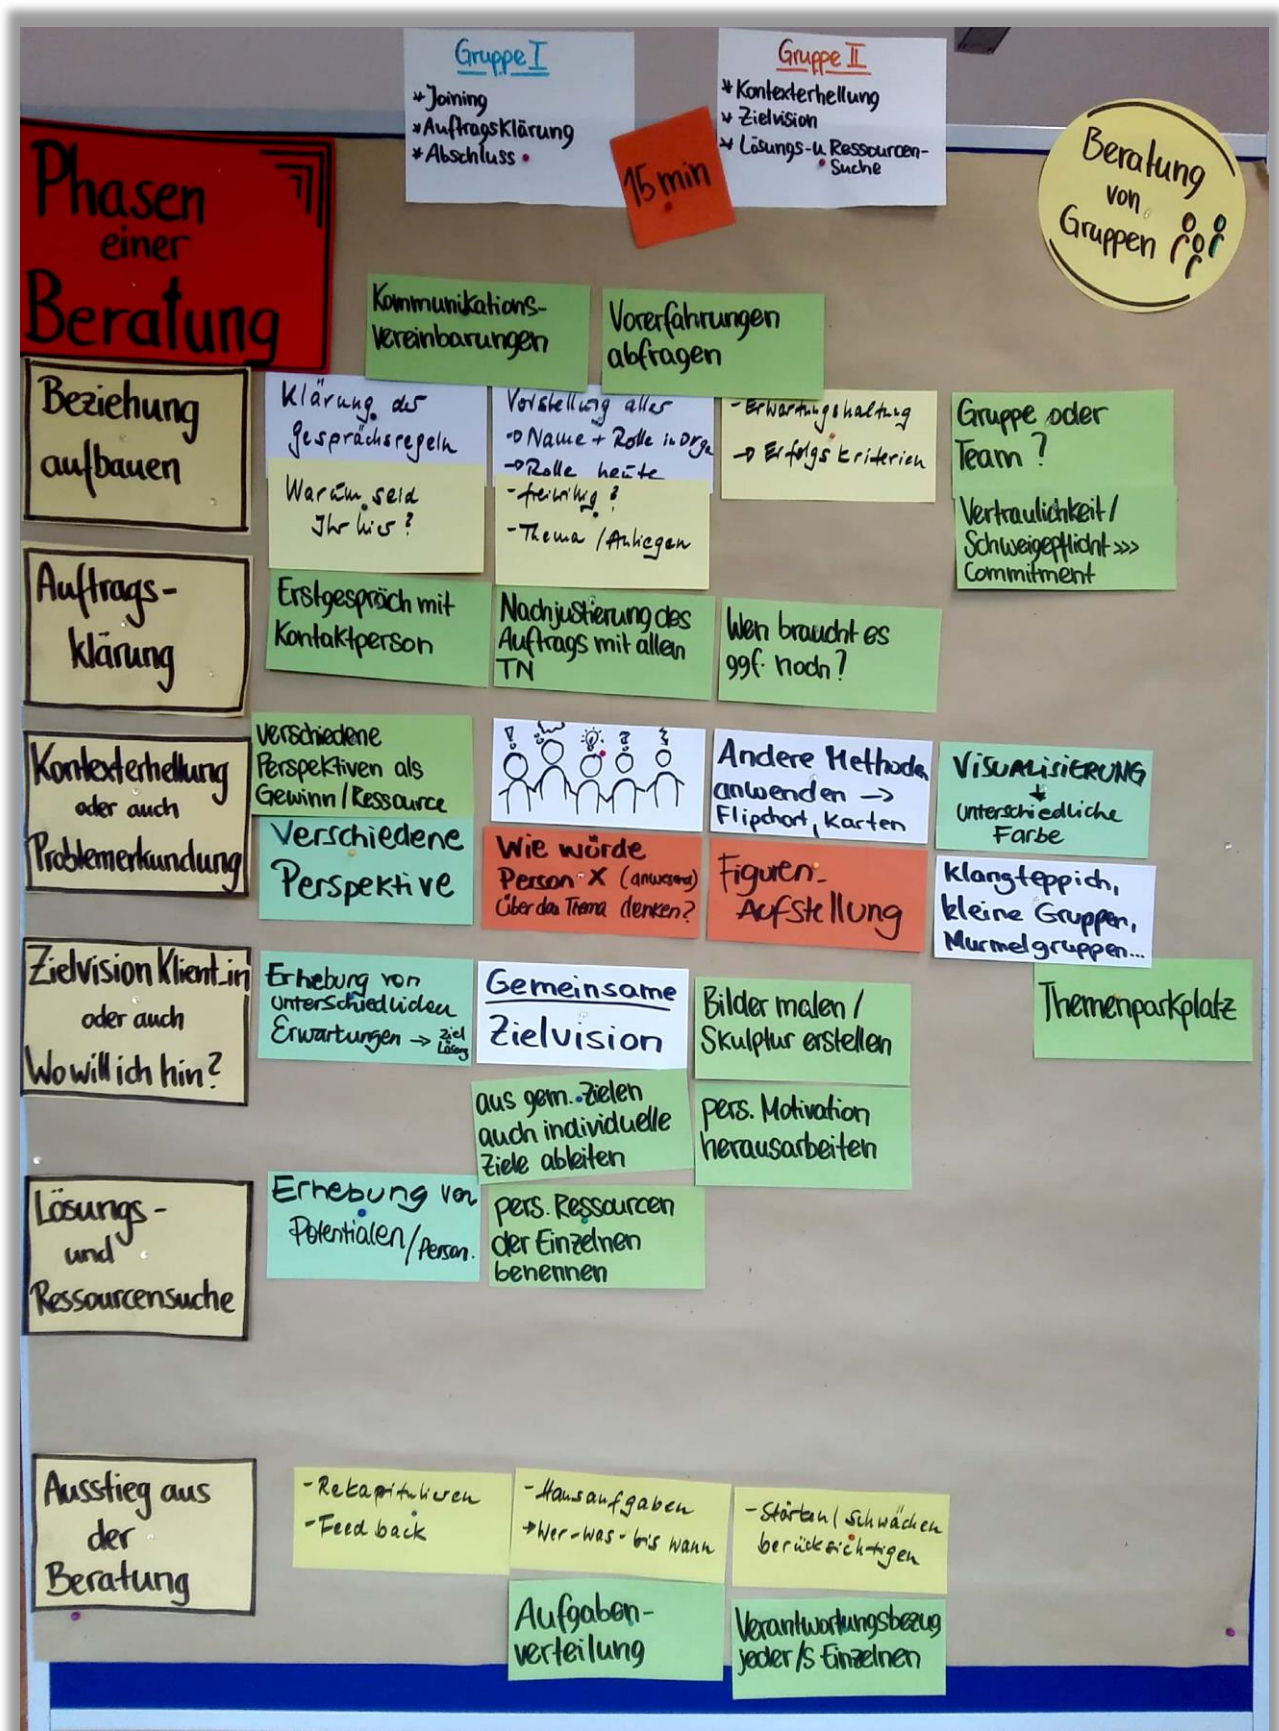 Gruppe I
* Joining
* AuftragsKlärung
* Abschluss
15 min
Gruppe II
* Kontexterhellung
* Zielvision
* Lösungs- u. Ressourcen-
Suche
Beratung
von
Gruppen
Phasen
einer
Beratung
Kommunikations-
vereinbarungen
Vorerfahrungen
abfragen
Beziehung
aufbauen
Klärung der
Gesprächsregeln
Vorstellung aller
→ Name + Rolle in Orga
→ Rolle heute
- Erwartungshaltung
→ Erfolgskriterien
Gruppe oder
Team?
Warum seid
Ihr hier?
- freiwillig?
- Thema / Anliegen
Vertraulichkeit/
Schweigepflicht >>>
Commitment
Auftrags-
klärung
Erstgespräch mit
Kontaktperson
Nachjustierung des
Auftrags mit allen
TN
Wen braucht es
ggf. noch?
Kontexterhellung
oder auch
Problemerkundung
verschiedene
Perspektiven als
Gewinn/Ressource
! ? 
Andere Methoden
anwenden →
Flipchart, Karten
VISUALISIERUNG
unterschiedliche
Farbe
Verschiedene
Perspektive
Wie würde
Person X (anwesend)
über das Thema denken?
Figuren-
Aufstellung
Klangteppich,
kleine Gruppen,
Murmelgruppen...
Zielvision Klient_in
oder auch
Wo will ich hin?
Erhebung von
unterschiedlichen
Erwartungen → Ziel
Lösung
Gemeinsame
Zielvision
Bilder malen /
Skulptur erstellen
Themenparkplatz
aus gem. Zielen
auch individuelle
Ziele ableiten
pers. Motivation
herausarbeiten
Lösungs-
und
Ressourcensuche
Erhebung von
Potentialen/Person.
pers. Ressourcen
der Einzelnen
benennen
Ausstieg aus
der
Beratung
- Rekapitulieren
- Feedback
- Hausaufgaben
→ Wer-was-bis wann
- Stärken/Schwächen
berücksichtigen
Aufgaben-
verteilung
Verantwortungsbezug
jeder/s Einzelnen